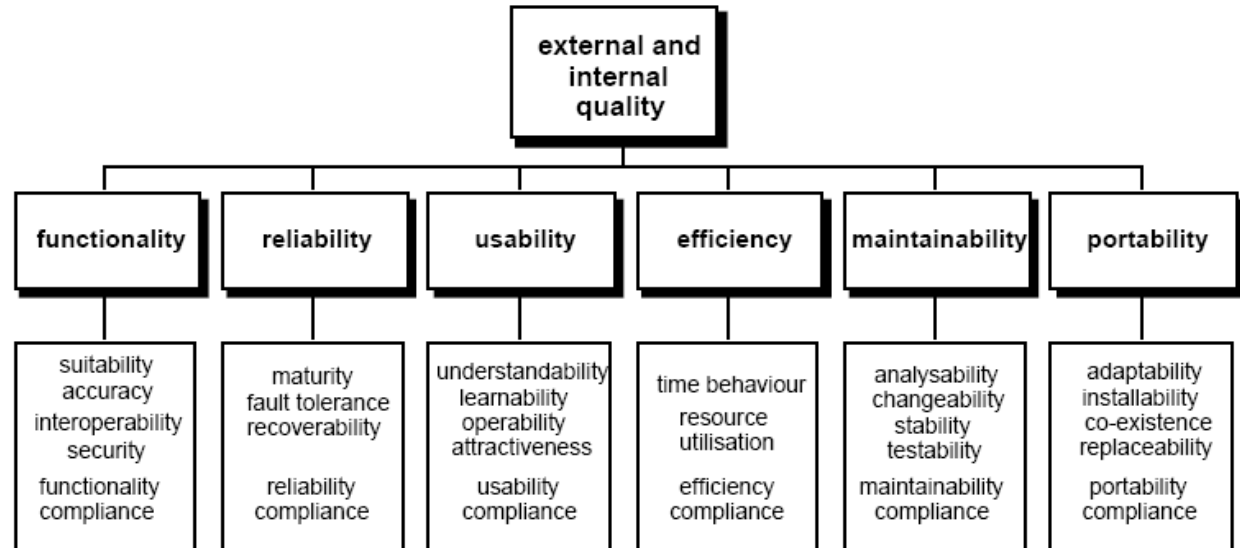 external and
internal
quality
functionality
reliability
usability
efficiency
maintainability
portability
suitability
accuracy
interoperability
security
functionality
compliance
maturity
fault tolerance
recoverability
reliability
compliance
understandability
learnability
operability
attractiveness
usability
compliance
time behaviour
resource
utilisation
efficiency
compliance
analysability
changeability
stability
testability
maintainability
compliance
adaptability
installability
co-existence
replaceability
portability
compliance